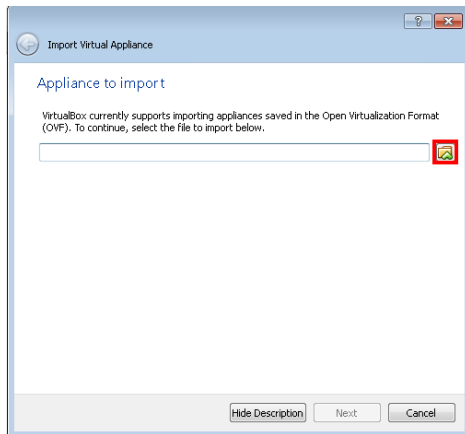 Import Virtual Appliance
Appliance to import
VirtualBox currently supports importing appliances saved in the Open Virtualization Format
(OVF). To continue, select the file to import below.
Hide Description Next Cancel